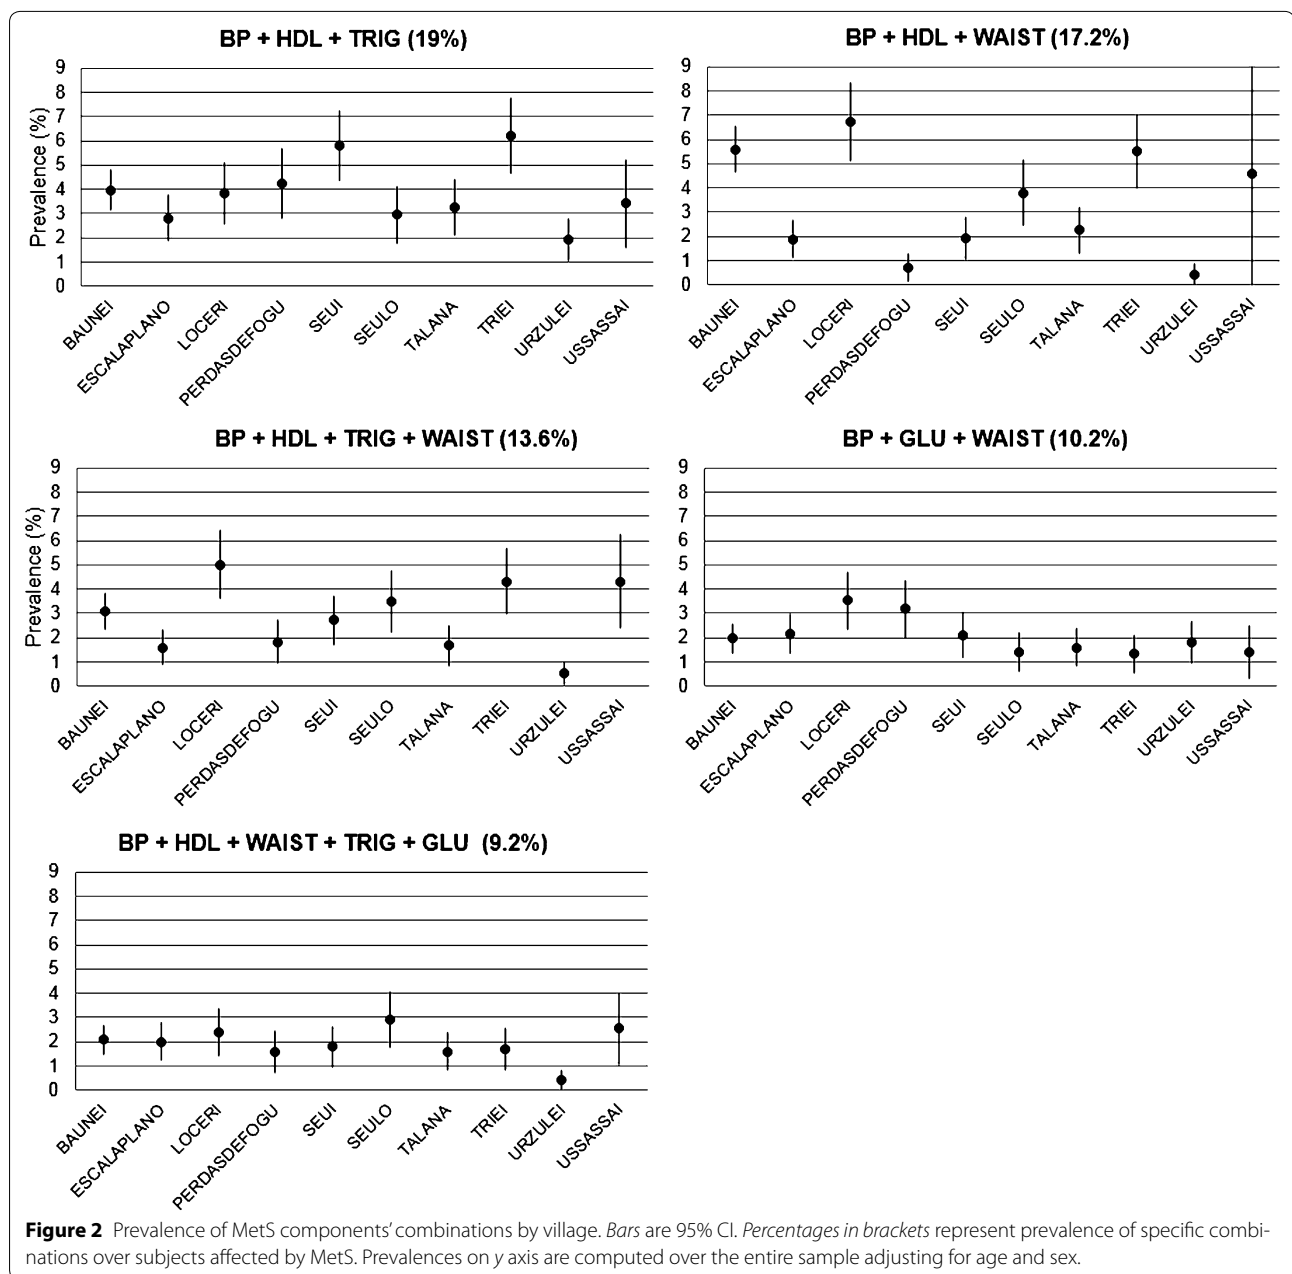 BP + HDL + TRIG (19%)
Prevalence (%)
9
8
7
6
5
4
3
2
1
0
BAUNEI
ESCALAPLANO
LOCERI
PERDASDEFOGU
SEUI
SEULO
TALANA
TRIEI
URZULEI
USSASSAI
BP + HDL + WAIST (17.2%)
9
8
7
6
5
4
3
2
1
0
BAUNEI
ESCALAPLANO
LOCERI
PERDASDEFOGU
SEUI
SEULO
TALANA
TRIEI
URZULEI
USSASSAI
BP + HDL + TRIG + WAIST (13.6%)
Prevalence (%)
9
8
7
6
5
4
3
2
1
0
BAUNEI
ESCALAPLANO
LOCERI
PERDASDEFOGU
SEUI
SEULO
TALANA
TRIEI
URZULEI
USSASSAI
BP + GLU + WAIST (10.2%)
9
8
7
6
5
4
3
2
1
0
BAUNEI
ESCALAPLANO
LOCERI
PERDASDEFOGU
SEUI
SEULO
TALANA
TRIEI
URZULEI
USSASSAI
BP + HDL + WAIST + TRIG + GLU (9.2%)
9
8
7
6
5
4
3
2
1
0
BAUNEI
ESCALAPLANO
LOCERI
PERDASDEFOGU
SEUI
SEULO
TALANA
TRIEI
URZULEI
USSASSAI
Figure 2 Prevalence of MetS components' combinations by village. Bars are 95% CI. Percentages in brackets represent prevalence of specific combi-
nations over subjects affected by MetS. Prevalences on y axis are computed over the entire sample adjusting for age and sex.